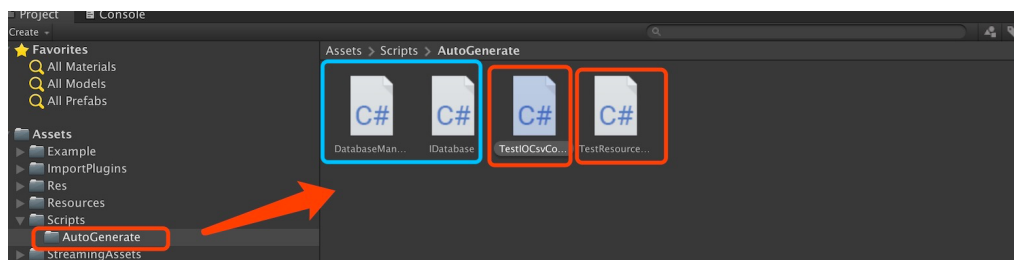 Project Console
Create
Favorites
All Materials
All Models
All Prefabs
Assets
Example
ImportPlugins
Res
Resources
Scripts
AutoGenerate
StreamingAssets
Assets > Scripts > AutoGenerate
C# C# C# C#
DatabaseMan... IDatabase TestIOCsvCo... TestResource...